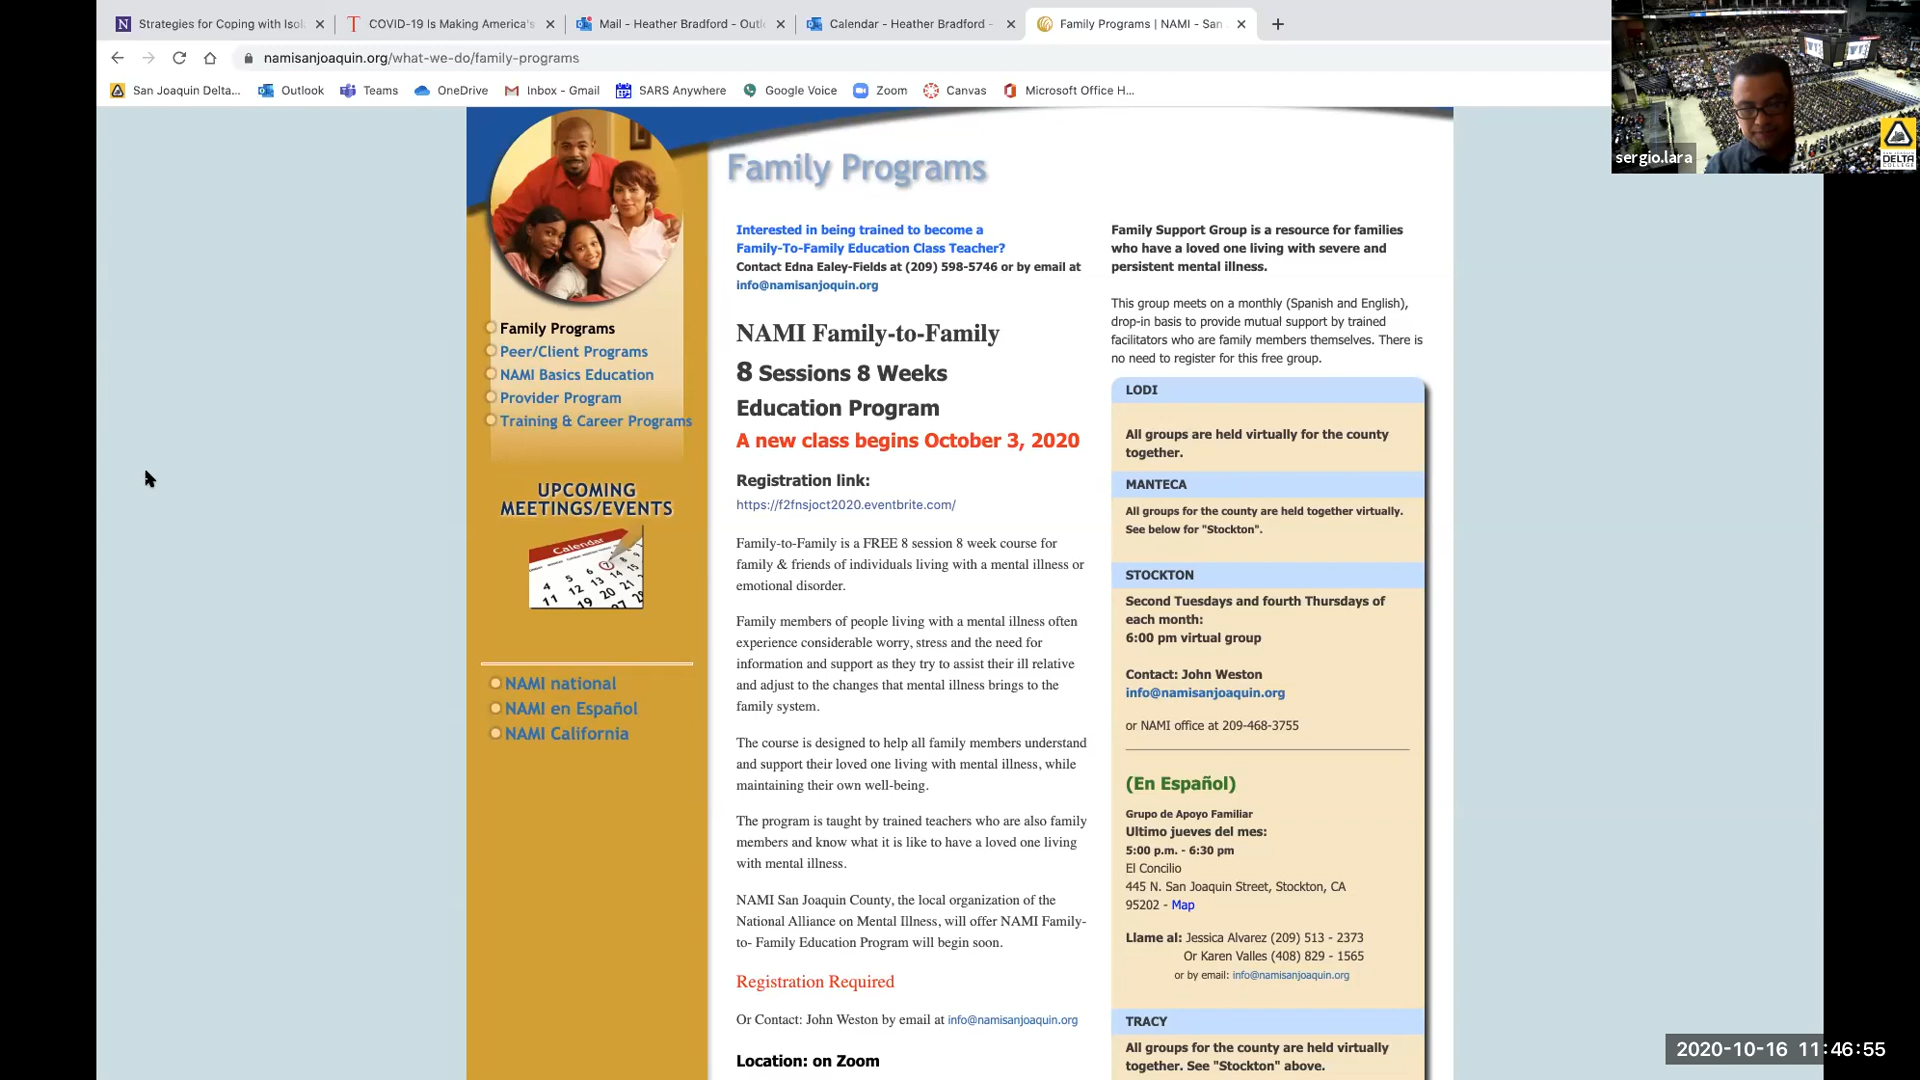 Strategies for Coping with Isol
COVID-19 Is Making America's
Mail - Heather Bradford - Outl
Calendar - Heather Bradford -
Family Programs | NAMI - San
namisanjoaquin.org/what-we-do/family-programs
San Joaquin Delta...
Outlook
Teams
OneDrive
Inbox - Gmail
SARS Anywhere
Google Voice
Zoom
Canvas
Microsoft Office H...
sergio.lara
DELTA
COLLEGE
Family Programs
Peer/Client Programs
NAMI Basics Education
Provider Program
Training & Career Programs
UPCOMING
MEETINGS/EVENTS
Calendar
NAMI national
NAMI en Español
NAMI California
Family Programs
Interested in being trained to become a
Family-To-Family Education Class Teacher?
Contact Edna Ealey-Fields at (209) 598-5746 or by email at
info@namisanjoquin.org
NAMI Family-to-Family
8 Sessions 8 Weeks
Education Program
A new class begins October 3, 2020
Registration link:
https://f2fnsjoct2020.eventbrite.com/
Family-to-Family is a FREE 8 session 8 week course for
family & friends of individuals living with a mental illness or
emotional disorder.
Family members of people living with a mental illness often
experience considerable worry, stress and the need for
information and support as they try to assist their ill relative
and adjust to the changes that mental illness brings to the
family system.
The course is designed to help all family members understand
and support their loved one living with mental illness, while
maintaining their own well-being.
The program is taught by trained teachers who are also family
members and know what it is like to have a loved one living
with mental illness.
NAMI San Joaquin County, the local organization of the
National Alliance on Mental Illness, will offer NAMI Family-
to- Family Education Program will begin soon.
Registration Required
Or Contact: John Weston by email at info@namisanjoaquin.org
Location: on Zoom
Family Support Group is a resource for families
who have a loved one living with severe and
persistent mental illness.
This group meets on a monthly (Spanish and English),
drop-in basis to provide mutual support by trained
facilitators who are family members themselves. There is
no need to register for this free group.
LODI
All groups are held virtually for the county
together.
MANTECA
All groups for the county are held together virtually.
See below for "Stockton".
STOCKTON
Second Tuesdays and fourth Thursdays of
each month:
6:00 pm virtual group
Contact: John Weston
info@namisanjoaquin.org
or NAMI office at 209-468-3755
(En Español)
Grupo de Apoyo Familiar
Ultimo jueves del mes:
5:00 p.m. - 6:30 pm
El Concilio
445 N. San Joaquin Street, Stockton, CA
95202 - Map
Llame al: Jessica Alvarez (209) 513 - 2373
Or Karen Valles (408) 829 - 1565
or by email: info@namisanjoaquin.org
TRACY
All groups for the county are held virtually
together. See "Stockton" above.
2020-10-16 11:46:55